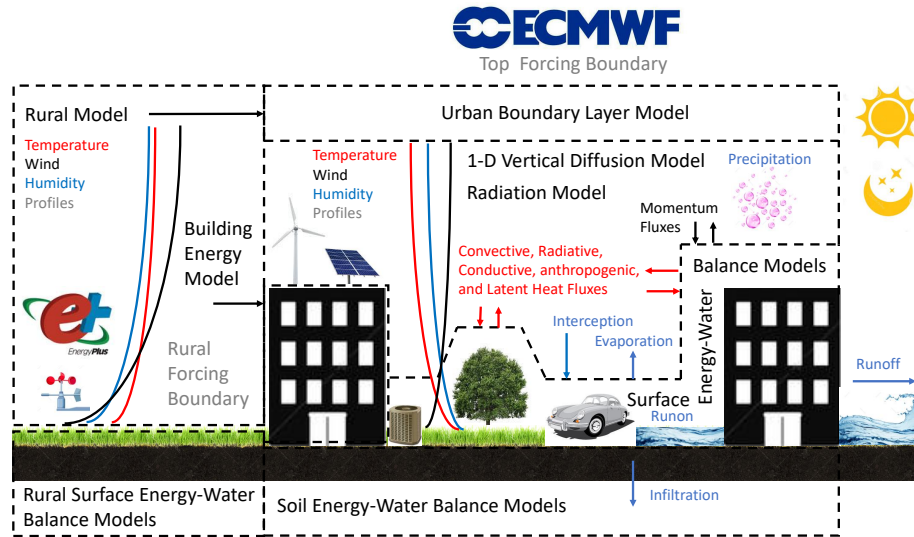 ECMWF
Top Forcing Boundary
Rural Model
Temperature
Wind
Humidity
Profiles
Building
Energy
Model
e+
EnergyPlus
Rural
Forcing
Boundary
Rural Surface Energy-Water
Balance Models
Urban Boundary Layer Model
Temperature
Wind
Humidity
Profiles
1-D Vertical Diffusion Model
Radiation Model
Precipitation
Momentum
Fluxes
Convective, Radiative,
Conductive, anthropogenic,
and Latent Heat Fluxes
Balance Models
Energy-Water
Surface
Interception
Evaporation
Runon
Runoff
Infiltration
Soil Energy-Water Balance Models